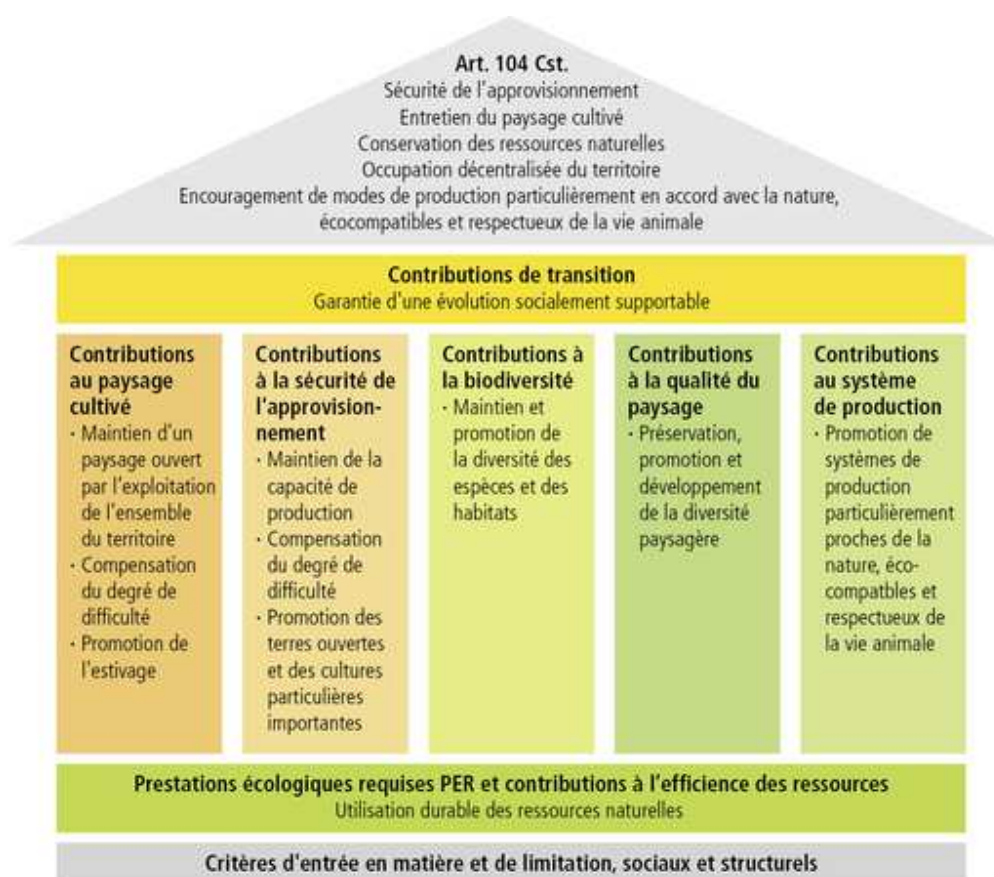 Art. 104 Cst.
Sécurité de l'approvisionnement
Entretien du paysage cultivé
Conservation des ressources naturelles
Occupation décentralisée du territoire
Encouragement de modes de production particulièrement en accord avec la nature,
écocompatibles et respectueux de la vie animale
Contributions de transition
Garantie d'une évolution socialement supportable
Contributions
au paysage
cultivé
· Maintien d'un
paysage ouvert
par l'exploitation
de l'ensemble
du territoire
· Compensation
du degré de
difficulté
· Promotion de
l'estivage
Contributions
à la sécurité de
l'approvision-
nement
· Maintien de la
capacité de
production
· Compensation
du degré de
difficulté
· Promotion des
terres ouvertes
et des cultures
particulières
importantes
Contributions à
la biodiversité
· Maintien et
promotion de
la diversité des
espèces et des
habitats
Contributions
à la qualité du
paysage
· Préservation,
promotion et
développement
de la diversité
paysagère
Contributions
au système
de production
· Promotion de
systèmes de
production
particulièrement
proches de la
nature, éco-
compatbles et
respectueux de
la vie animale
Prestations écologiques requises PER et contributions à l'efficience des ressources
Utilisation durable des ressources naturelles
Critères d'entrée en matière et de limitation, sociaux et structurels